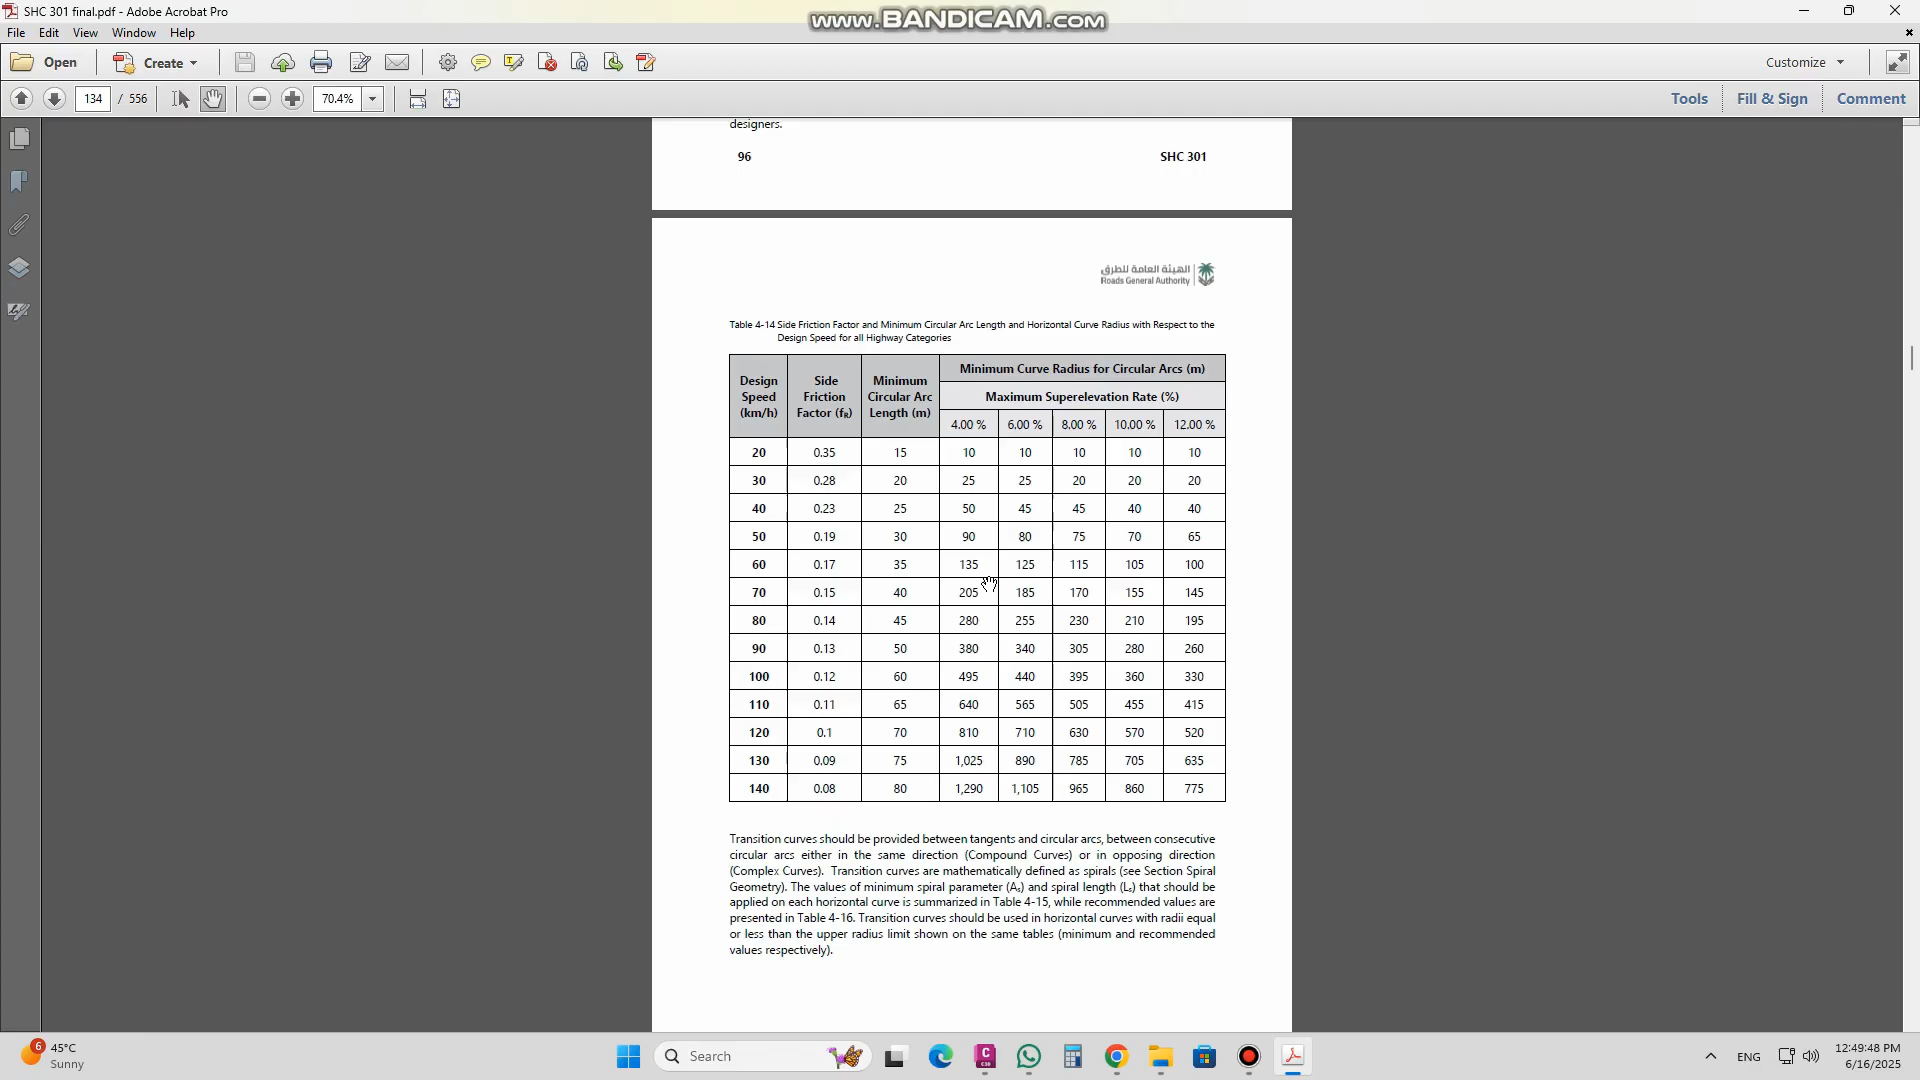 SHC 301 final.pdf - Adobe Acrobat Pro
www.BANDICAM.com
File Edit View Window Help
Open Create Customize
134 / 556 70.4% Tools Fill & Sign Comment
designers.
96 SHC 301
الهيئة العامة للطرق
Roads General Authority
Table 4-14 Side Friction Factor and Minimum Circular Arc Length and Horizontal Curve Radius with Respect to the
Design Speed for all Highway Categories
Design Speed (km/h) Side Friction Factor (fR) Minimum Circular Arc Length (m) Minimum Curve Radius for Circular Arcs (m)
Maximum Superelevation Rate (%)
4.00 % 6.00 % 8.00 % 10.00 % 12.00 %
20 0.35 15 10 10 10 10 10
30 0.28 20 25 25 20 20 20
40 0.23 25 50 45 45 40 40
50 0.19 30 90 80 75 70 65
60 0.17 35 135 125 115 105 100
70 0.15 40 205 185 170 155 145
80 0.14 45 280 255 230 210 195
90 0.13 50 380 340 305 280 260
100 0.12 60 495 440 395 360 330
110 0.11 65 640 565 505 455 415
120 0.1 70 810 710 630 570 520
130 0.09 75 1,025 890 785 705 635
140 0.08 80 1,290 1,105 965 860 775
Transition curves should be provided between tangents and circular arcs, between consecutive
circular arcs either in the same direction (Compound Curves) or in opposing direction
(Complex Curves). Transition curves are mathematically defined as spirals (see Section Spiral
Geometry). The values of minimum spiral parameter (As) and spiral length (Ls) that should be
applied on each horizontal curve is summarized in Table 4-15, while recommended values are
presented in Table 4-16. Transition curves should be used in horizontal curves with radii equal
or less than the upper radius limit shown on the same tables (minimum and recommended
values respectively).
6 45°C
Sunny
Search
ENG
12:49:48 PM
6/16/2025